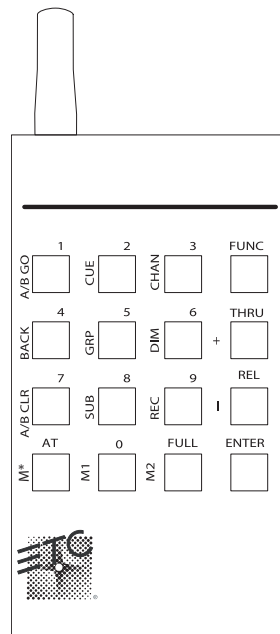 1 2 3 FUNC
A/B GO CUE CHAN
4 5 6 THRU
BACK GRP DIM +
7 8 9 REL
A/B CLR SUB REC –
AT 0 FULL ENTER
M* M1 M2
ETC
®